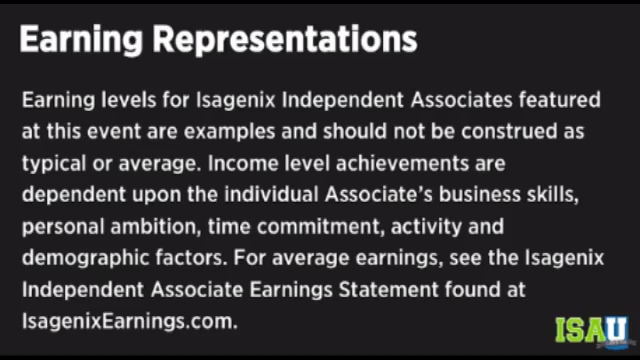 Earning Representations
Earning levels for Isagenix Independent Associates featured
at this event are examples and should not be construed as
typical or average. Income level achievements are
dependent upon the individual Associate's business skills,
personal ambition, time commitment, activity and
demographic factors. For average earnings, see the Isagenix
Independent Associate Earnings Statement found at
IsagenixEarnings.com.
ISAU